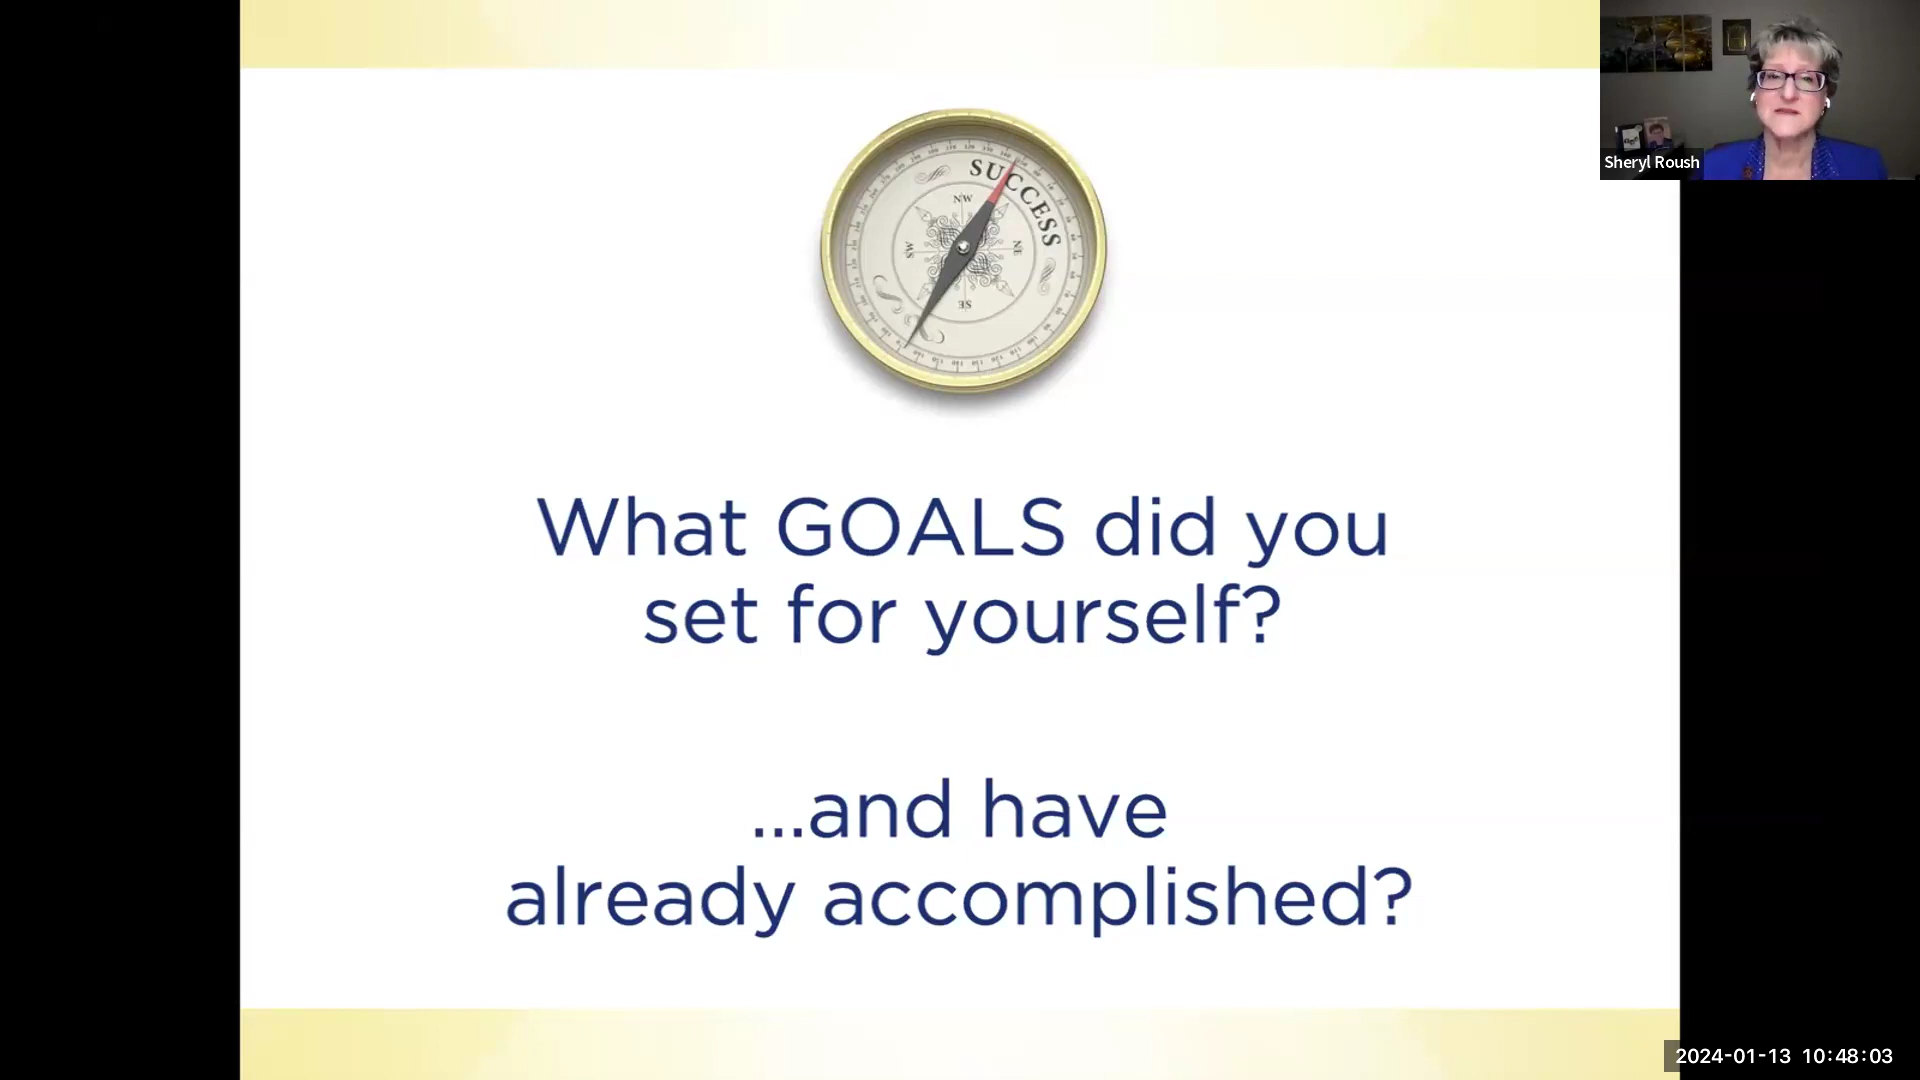 Sheryl Roush
SUCCESS
NW
NE
SW
SE
What GOALS did you
set for yourself?
...and have
already accomplished?
2024-01-13 10:48:03